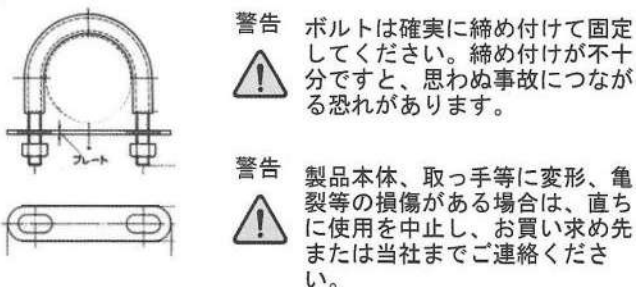 警告
ボルトは確実に締め付けて固定
してください。締め付けが不十
分ですと、思わぬ事故につなが
る恐れがあります。
プレート
警告
製品本体、取っ手等に変形、亀
裂等の損傷がある場合は、直ち
に使用を中止し、お買い求め先
または当社までご連絡くださ
い。